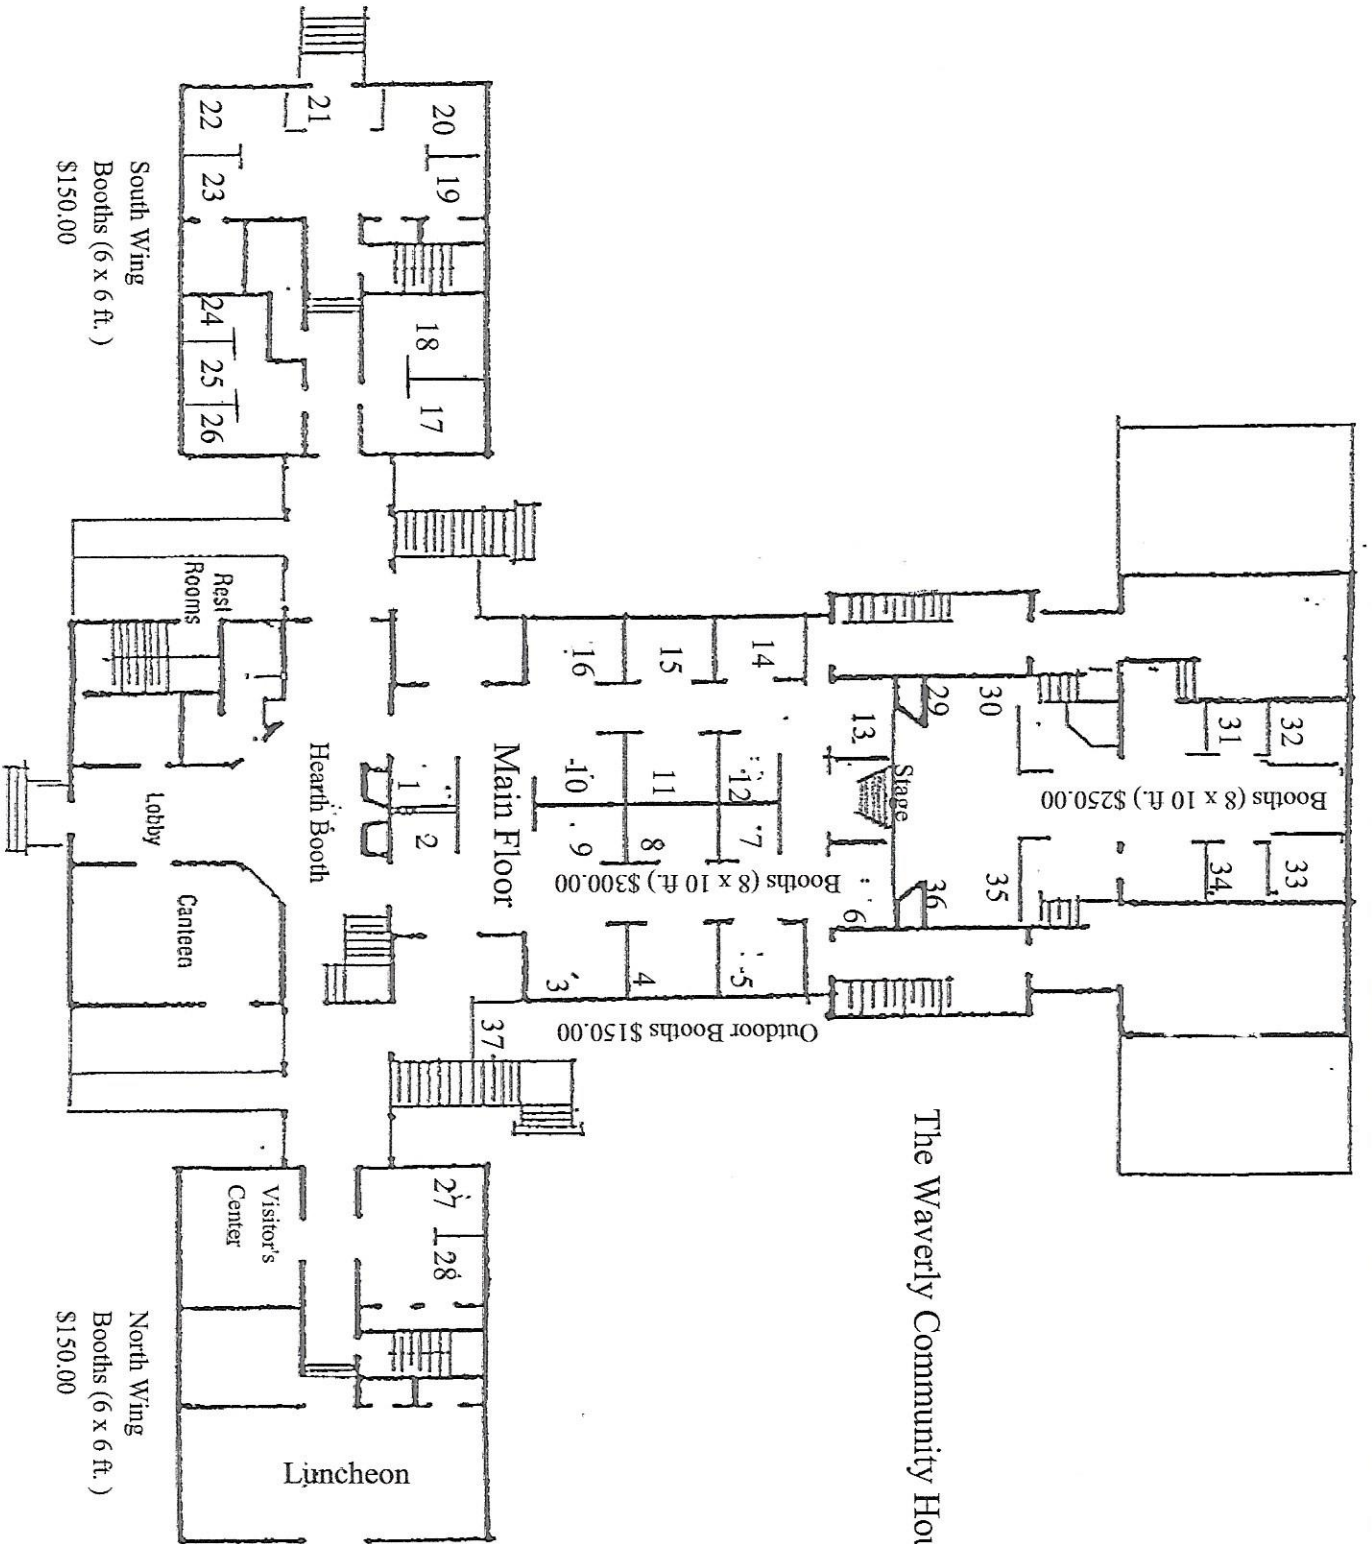 The Waverly Community Hou
Booths (8 x 10 ft.) $250.00
32
31
33
34
30
29
35
36
Stage
13
6
Booths (8 x 10 ft.) $300.00
14
15
16
12
11
10
7
8
9
5
4
3
Outdoor Booths $150.00
37
Main Floor
1
2
Hearth Booth
Lobby
Canteen
Rest
Rooms
20
19
21
22
23
18
17
24
25
26
South Wing
Booths (6 x 6 ft. )
$150.00
27
28
Visitor's
Center
Luncheon
North Wing
Booths (6 x 6 ft. )
$150.00